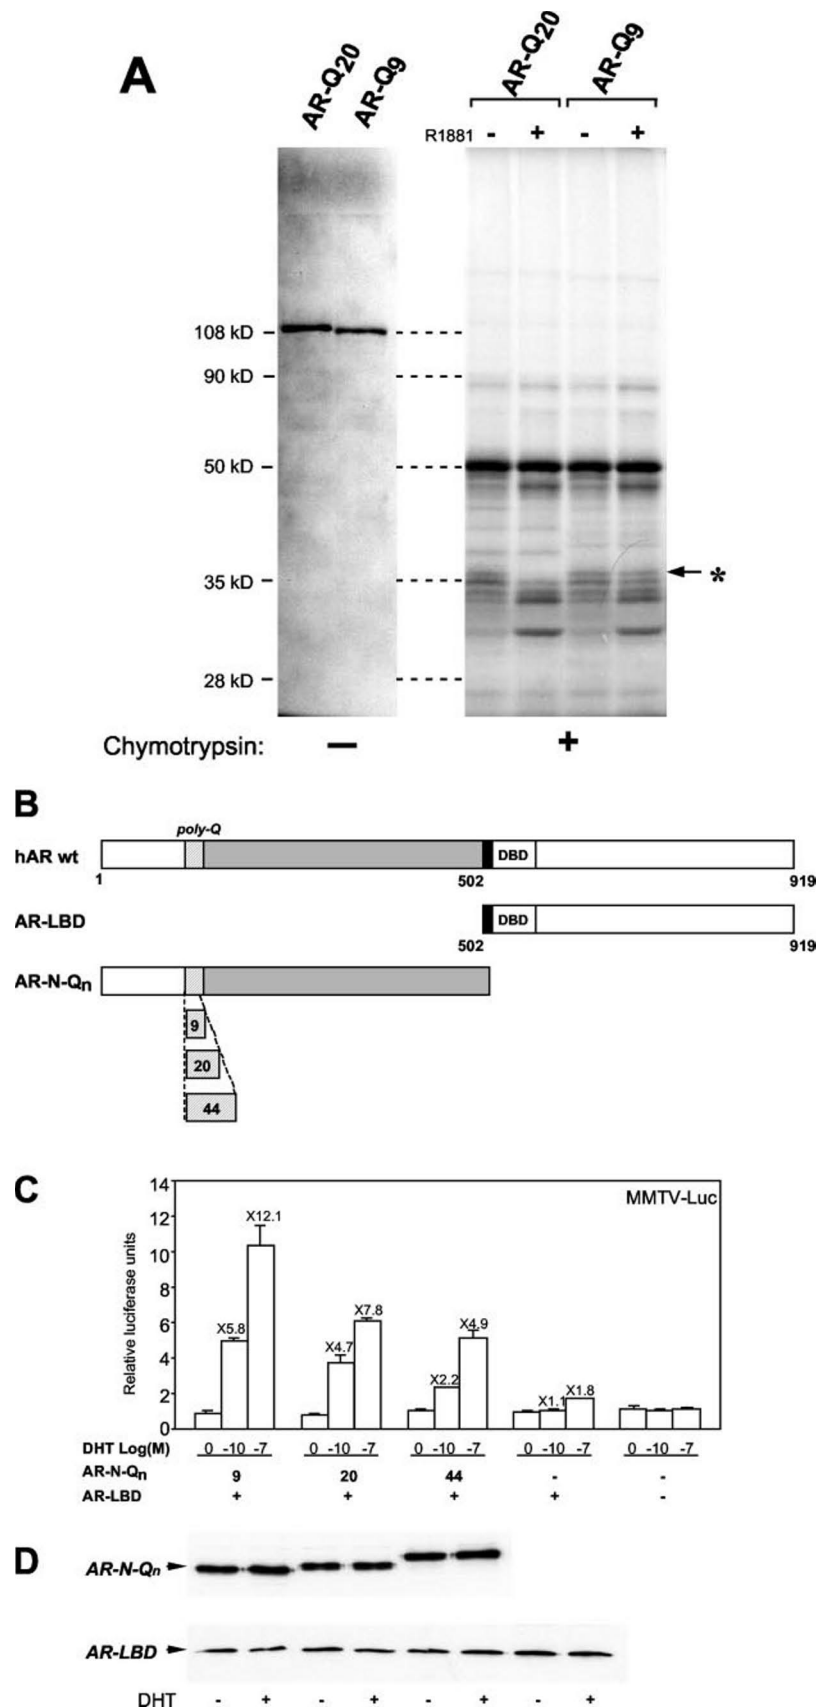 A
AR-Q20 AR-Q9 AR-Q20 AR-Q9
R1881 - + - +
108 kD
90 kD
50 kD
35 kD
*
28 kD
Chymotrypsin: − +
B
poly-Q
hAR wt DBD
1 502 919
AR-LBD DBD
502 919
AR-N-Qn
9
20
44
C
MMTV-Luc
Relative luciferase units
14
12
10
8
6
4
2
0
X5.8 X12.1 X4.7 X7.8 X2.2 X4.9 X1.1 X1.8
DHT Log(M) 0 -10 -7 0 -10 -7 0 -10 -7 0 -10 -7 0 -10 -7
AR-N-Qn 9 20 44 - -
AR-LBD + + + + -
D
AR-N-Qn
AR-LBD
DHT - + - + - + - +